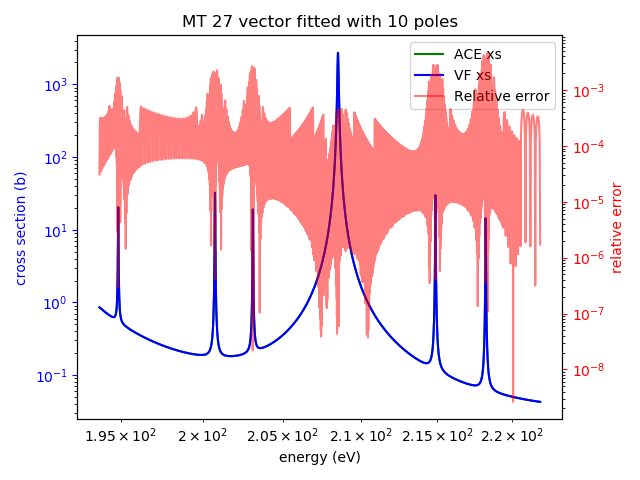 MT 27 vector fitted with 10 poles
ACE xs
VF xs
Relative error
10³
10²
10¹
10⁰
10⁻¹
cross section (b)
10⁻³
10⁻⁴
10⁻⁵
10⁻⁶
10⁻⁷
10⁻⁸
relative error
1.95 × 10² 2 × 10² 2.05 × 10² 2.1 × 10² 2.15 × 10² 2.2 × 10²
energy (eV)